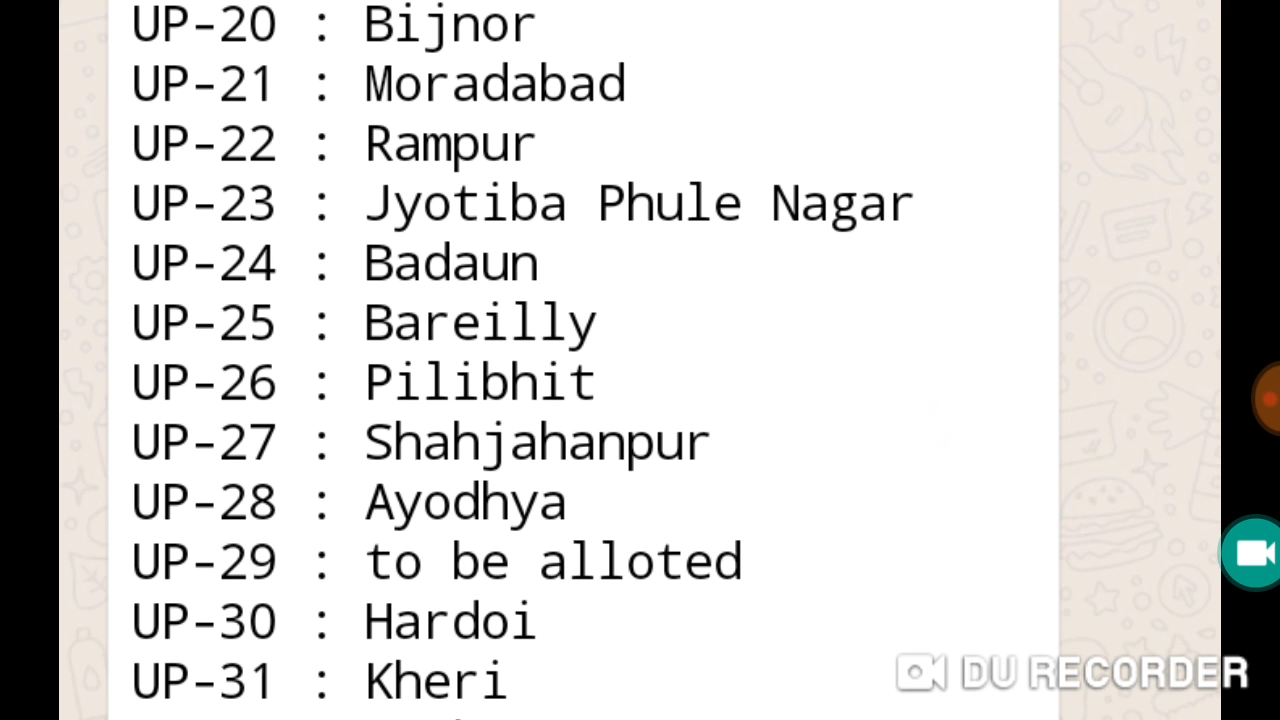 UP-20 : Bijnor
UP-21 : Moradabad
UP-22 : Rampur
UP-23 : Jyotiba Phule Nagar
UP-24 : Badaun
UP-25 : Bareilly
UP-26 : Pilibhit
UP-27 : Shahjahanpur
UP-28 : Ayodhya
UP-29 : to be alloted
UP-30 : Hardoi
UP-31 : Kheri
DU RECORDER